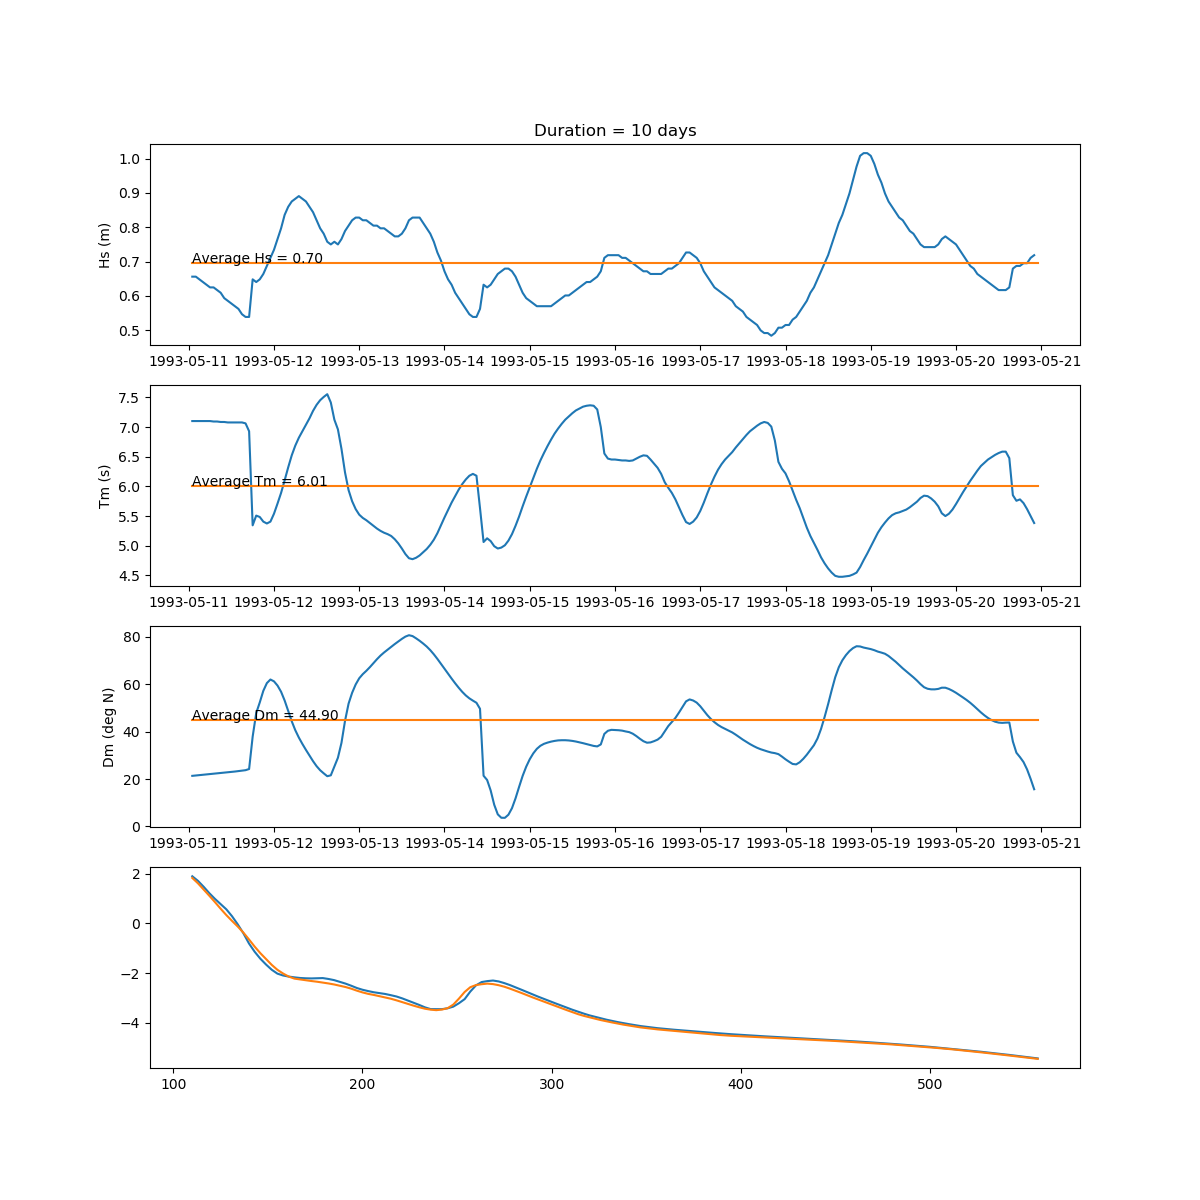 Duration = 10 days
Hs (m)
1.0
0.9
0.8
0.7
0.6
0.5
Average Hs = 0.70
1993-05-11 1993-05-12 1993-05-13 1993-05-14 1993-05-15 1993-05-16 1993-05-17 1993-05-18 1993-05-19 1993-05-20 1993-05-21
Tm (s)
7.5
7.0
6.5
6.0
5.5
5.0
4.5
Average Tm = 6.01
1993-05-11 1993-05-12 1993-05-13 1993-05-14 1993-05-15 1993-05-16 1993-05-17 1993-05-18 1993-05-19 1993-05-20 1993-05-21
Dm (deg N)
80
60
40
20
0
Average Dm = 44.90
1993-05-11 1993-05-12 1993-05-13 1993-05-14 1993-05-15 1993-05-16 1993-05-17 1993-05-18 1993-05-19 1993-05-20 1993-05-21
2
0
−2
−4
100 200 300 400 500